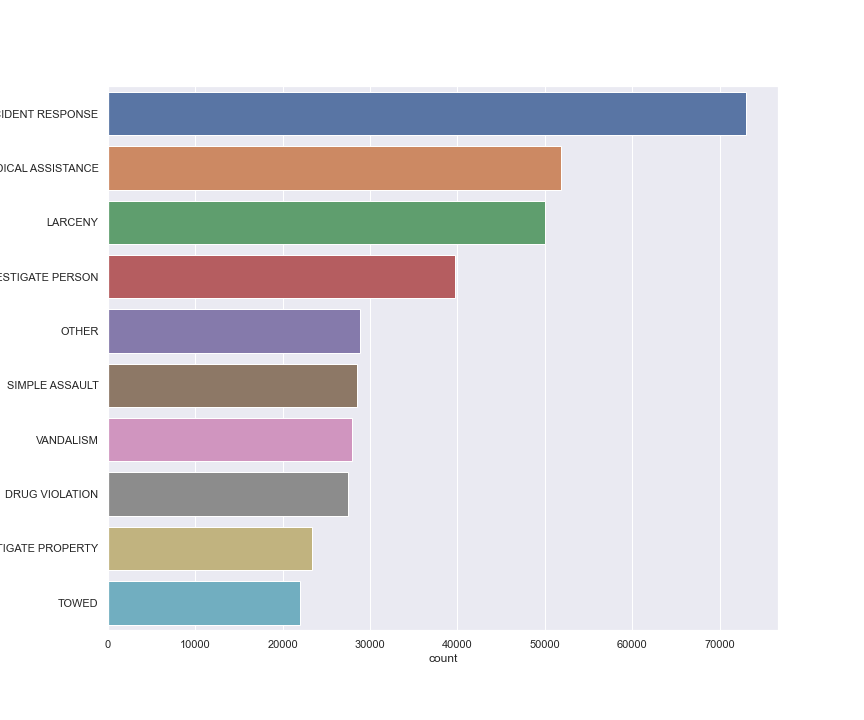 CIDENT RESPONSE
DICAL ASSISTANCE
LARCENY
ESTIGATE PERSON
OTHER
SIMPLE ASSAULT
VANDALISM
DRUG VIOLATION
TIGATE PROPERTY
TOWED
0 10000 20000 30000 40000 50000 60000 70000
count